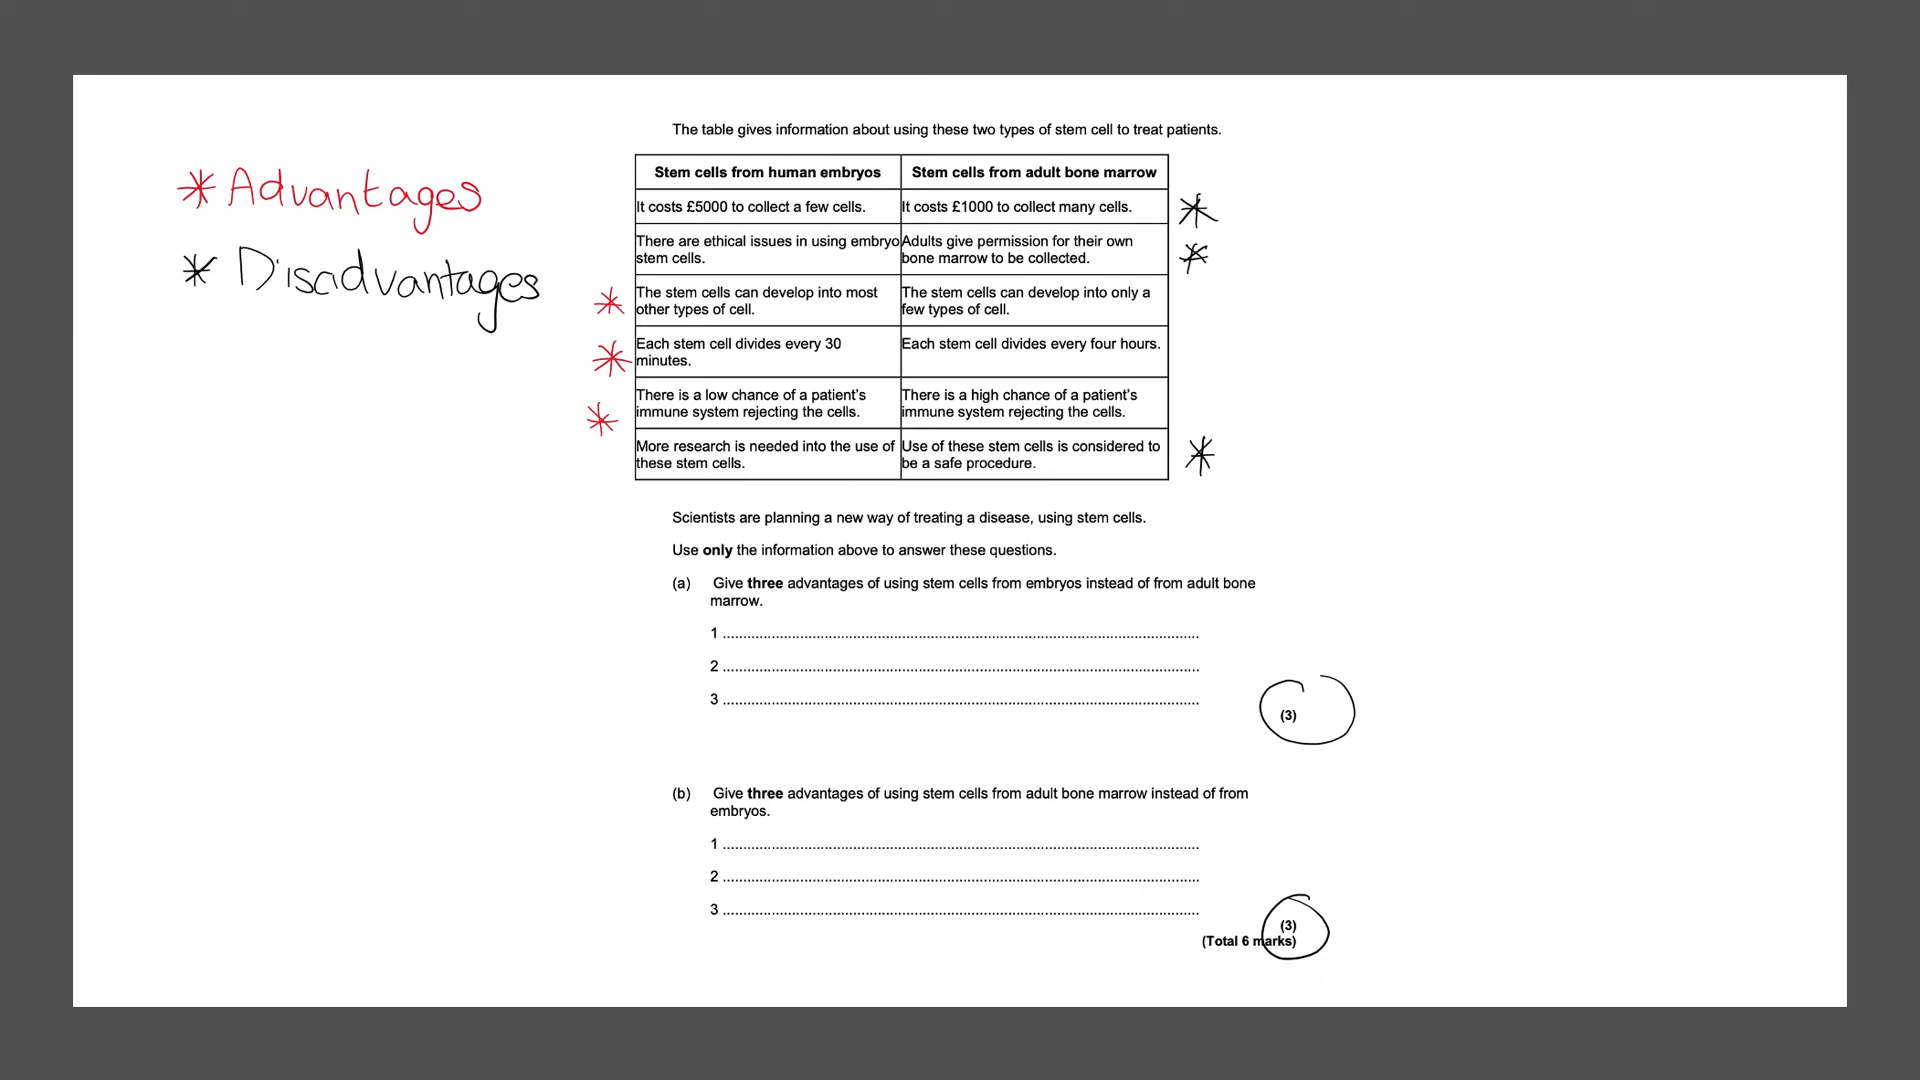 The table gives information about using these two types of stem cell to treat patients.
* Advantages
* Disadvantages
Stem cells from human embryos Stem cells from adult bone marrow
It costs £5000 to collect a few cells. It costs £1000 to collect many cells. *
There are ethical issues in using embryo Adults give permission for their own
stem cells. bone marrow to be collected. *
* The stem cells can develop into most The stem cells can develop into only a
other types of cell. few types of cell.
* Each stem cell divides every 30 Each stem cell divides every four hours.
minutes.
* There is a low chance of a patient's There is a high chance of a patient's
immune system rejecting the cells. immune system rejecting the cells.
More research is needed into the use of Use of these stem cells is considered to
these stem cells. be a safe procedure. *
Scientists are planning a new way of treating a disease, using stem cells.
Use only the information above to answer these questions.
(a) Give three advantages of using stem cells from embryos instead of from adult bone
marrow.
1 ....................................................................................................................
2 ....................................................................................................................
3 ....................................................................................................................
(3)
(b) Give three advantages of using stem cells from adult bone marrow instead of from
embryos.
1 ....................................................................................................................
2 ....................................................................................................................
3 ....................................................................................................................
(3)
(Total 6 marks)